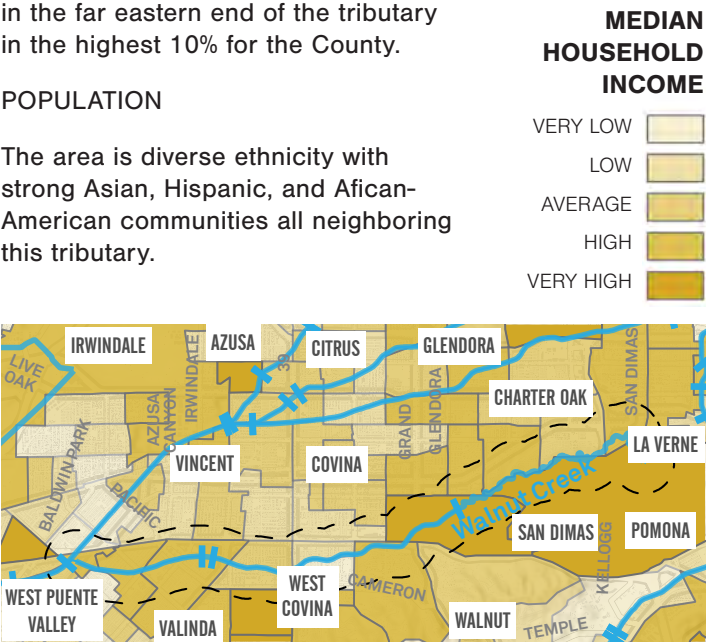 in the far eastern end of the tributary
in the highest 10% for the County.
POPULATION
The area is diverse ethnicity with
strong Asian, Hispanic, and Afican-
American communities all neighboring
this tributary.
MEDIAN
HOUSEHOLD
INCOME
VERY LOW
LOW
AVERAGE
HIGH
VERY HIGH
IRWINDALE
AZUSA
CITRUS
GLENDORA
LIVE
OAK
IRWINDALE
39
SAN DIMAS
CHARTER OAK
AZUSA
CANYON
GRAND
GLENDORA
BALDWIN PARK
VINCENT
COVINA
LA VERNE
PACIFIC
Walnut Creek
SAN DIMAS
POMONA
KELLOGG
WEST PUENTE
VALLEY
VALINDA
WEST
COVINA
CAMERON
WALNUT
TEMPLE